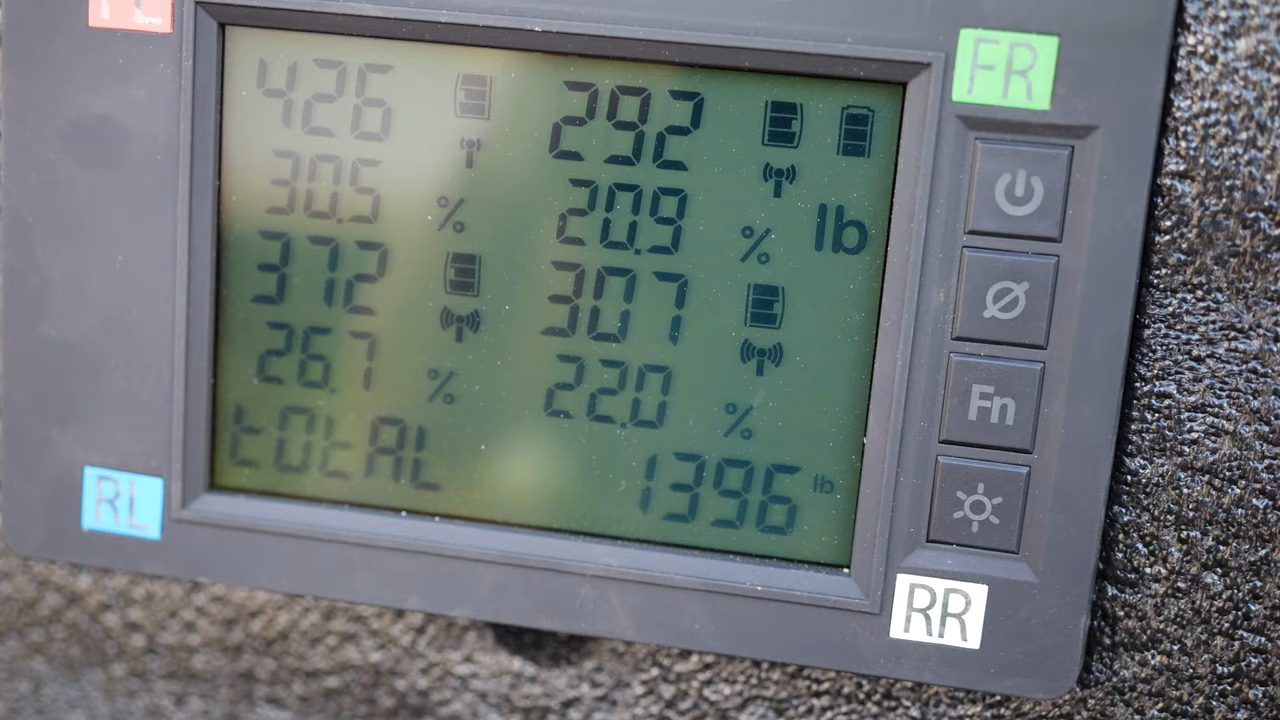 FR
426 292
30.5 % 20.9 % lb
372 307
26.7 % 22.0 %
Fn
totAL 1396 lb
RL
RR